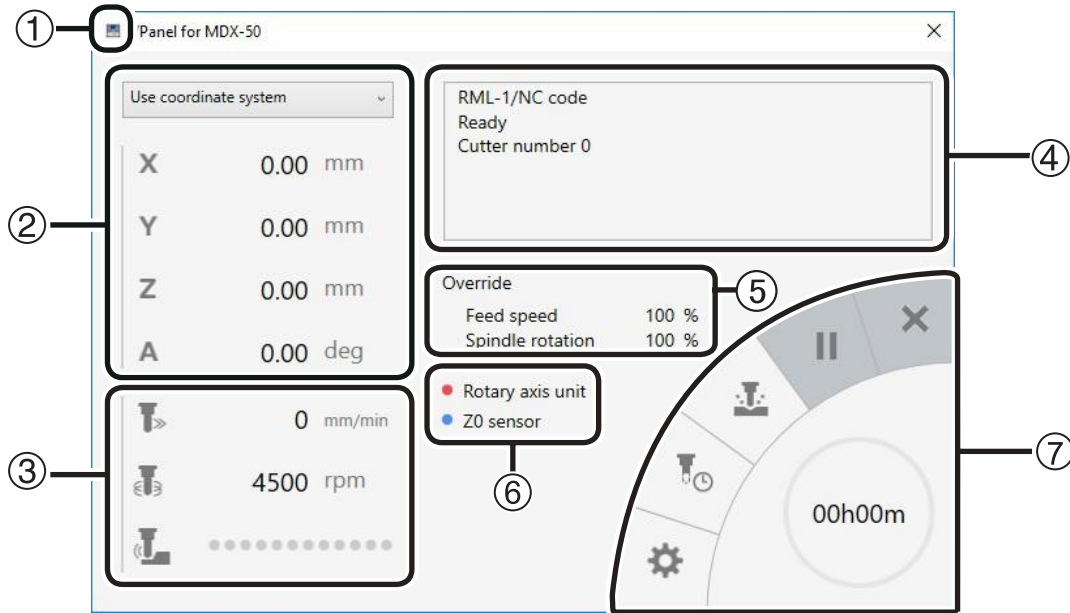 ① /Panel for MDX-50
② Use coordinate system
X 0.00 mm
Y 0.00 mm
Z 0.00 mm
A 0.00 deg
③ 0 mm/min
4500 rpm
④ RML-1/NC code
Ready
Cutter number 0
⑤ Override
Feed speed 100 %
Spindle rotation 100 %
⑥ Rotary axis unit
Z0 sensor
⑦ 00h00m